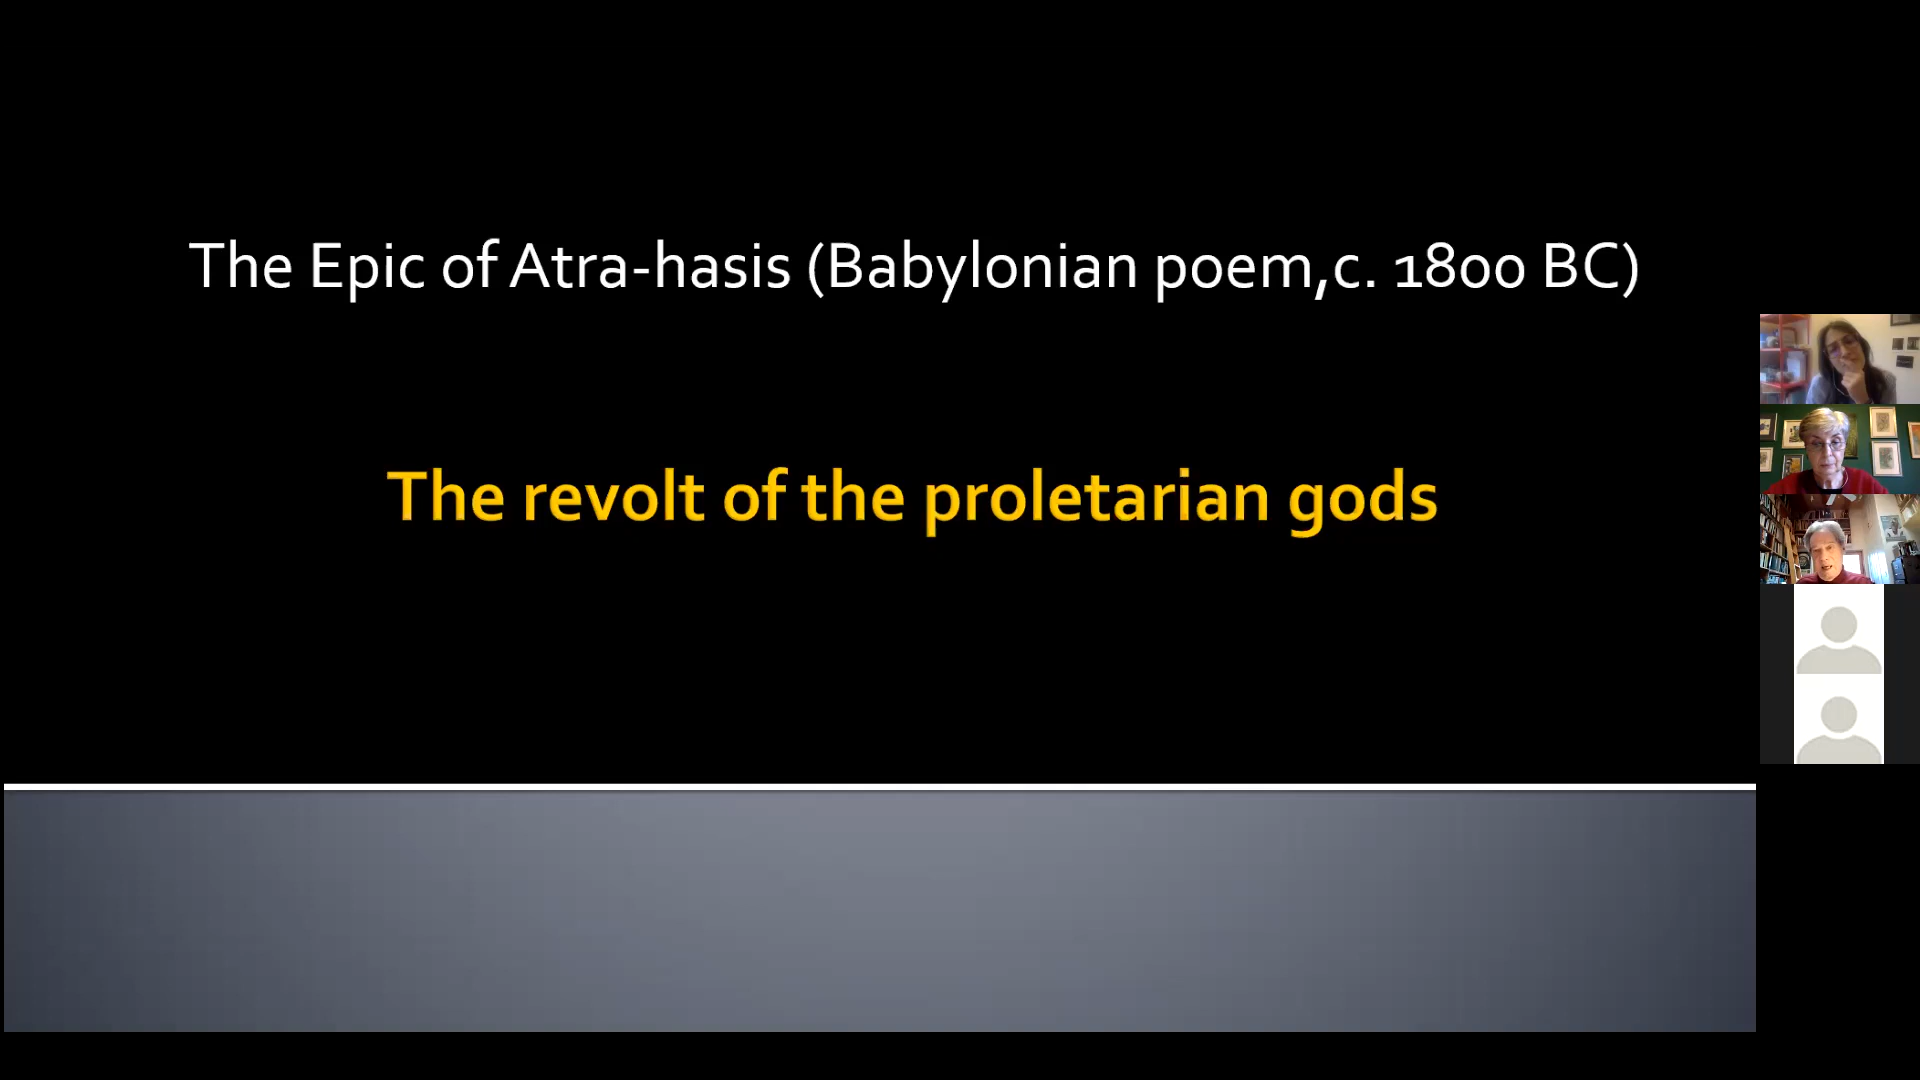 The Epic of Atra-hasis (Babylonian poem,c. 1800 BC)
The revolt of the proletarian gods